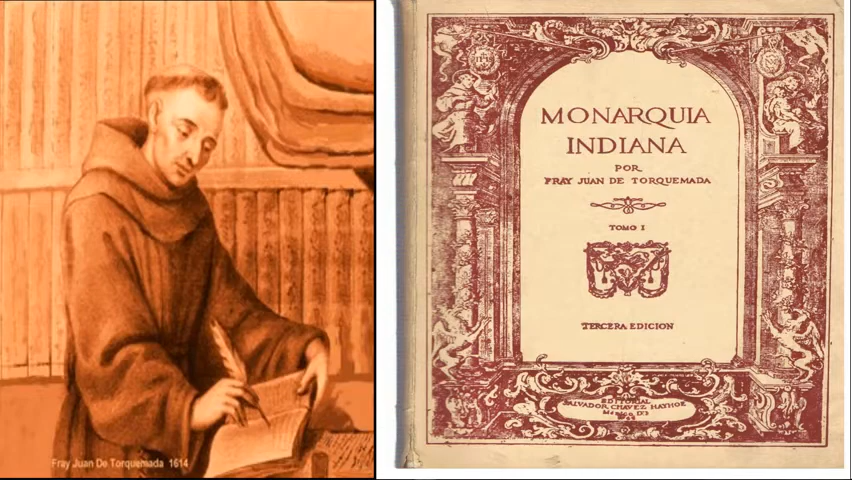 Fray Juan De Torquemada 1614
MONARQUIA
INDIANA
POR
FRAY JUAN DE TORQUEMADA
TOMO I
TERCERA EDICION
EDITORIAL
SALVADOR CHAVEZ HAYHOE